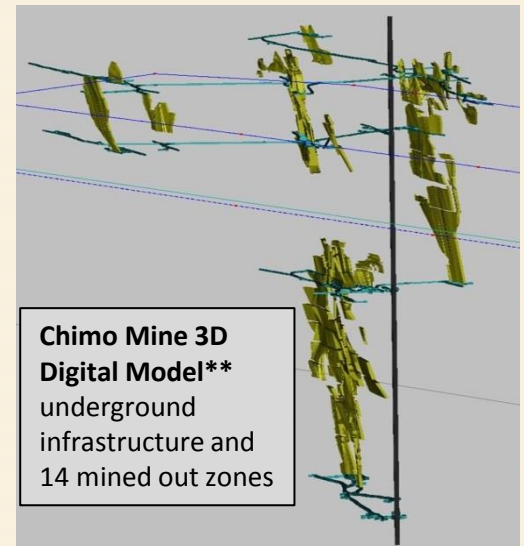 Chimo Mine 3D
Digital Model**
underground
infrastructure and
14 mined out zones